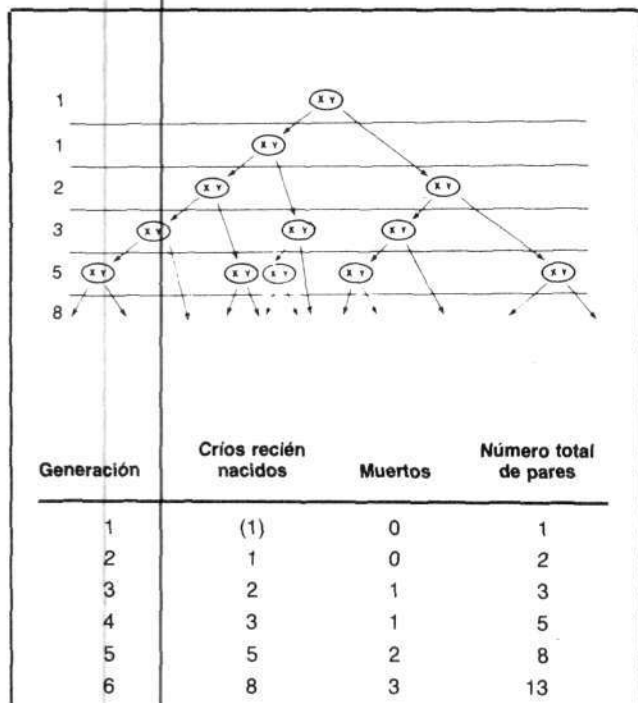 1
X Y
1
X Y
2
X Y
X Y
3
X Y
X Y
X Y
5
X Y
X Y
X Y
X Y
X Y
8
Generación
Críos recién nacidos
Muertos
Número total de pares
1 (1) 0 1
2 1 0 2
3 2 1 3
4 3 1 5
5 5 2 8
6 8 3 13